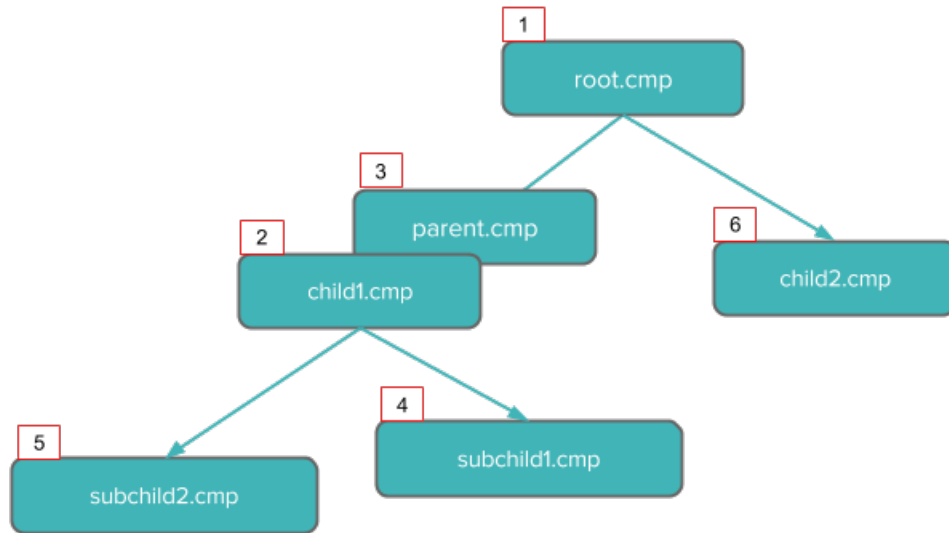 1
root.cmp
3
parent.cmp
2
child1.cmp
6
child2.cmp
4
subchild1.cmp
5
subchild2.cmp